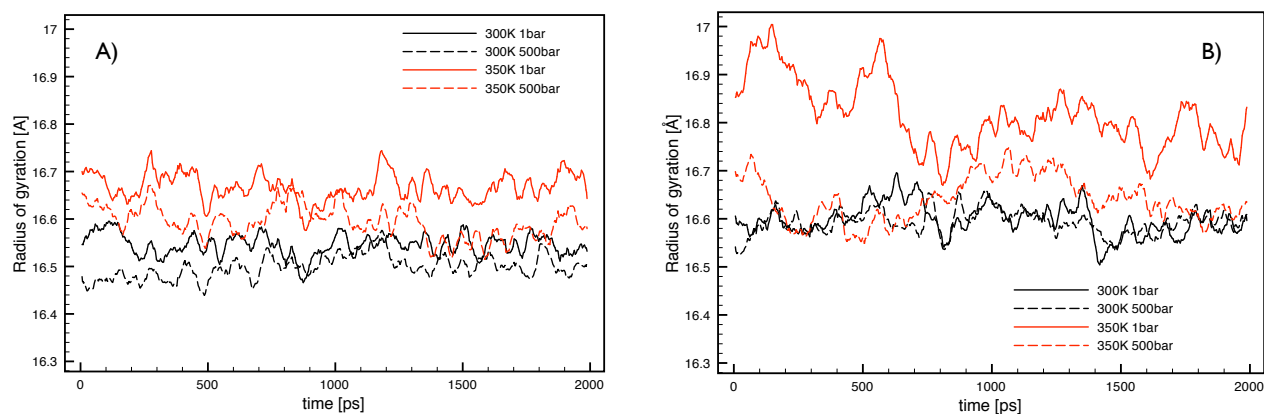 A)
300K 1bar
300K 500bar
350K 1bar
350K 500bar
Radius of gyration [A]
17
16.9
16.8
16.7
16.6
16.5
16.4
16.3
0 500 1000 1500 2000
time [ps]
B)
Radius of gyration [Å]
17
16.9
16.8
16.7
16.6
16.5
16.4
16.3
300K 1bar
300K 500bar
350K 1bar
350K 500bar
0 500 1000 1500 2000
time [ps]